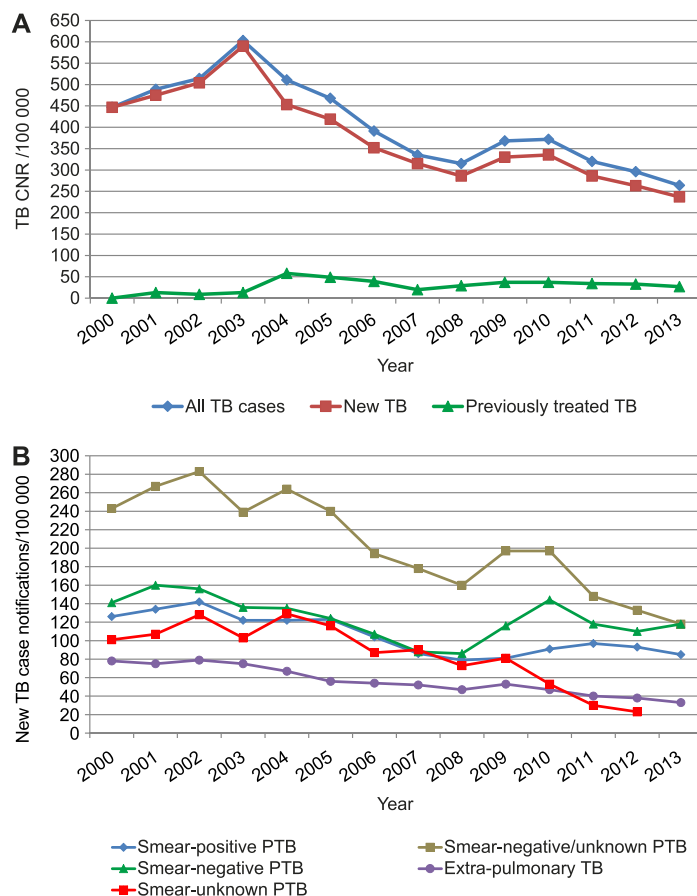 A
650
600
550
500
450
400
350
300
250
200
150
100
50
0
TB CNR /100 000
2000 2001 2002 2003 2004 2005 2006 2007 2008 2009 2010 2011 2012 2013
Year
All TB cases New TB Previously treated TB
B
300
280
260
240
220
200
180
160
140
120
100
80
60
40
20
0
New TB case notifications/100 000
2000 2001 2002 2003 2004 2005 2006 2007 2008 2009 2010 2011 2012 2013
Year
Smear-positive PTB Smear-negative/unknown PTB
Smear-negative PTB Extra-pulmonary TB
Smear-unknown PTB